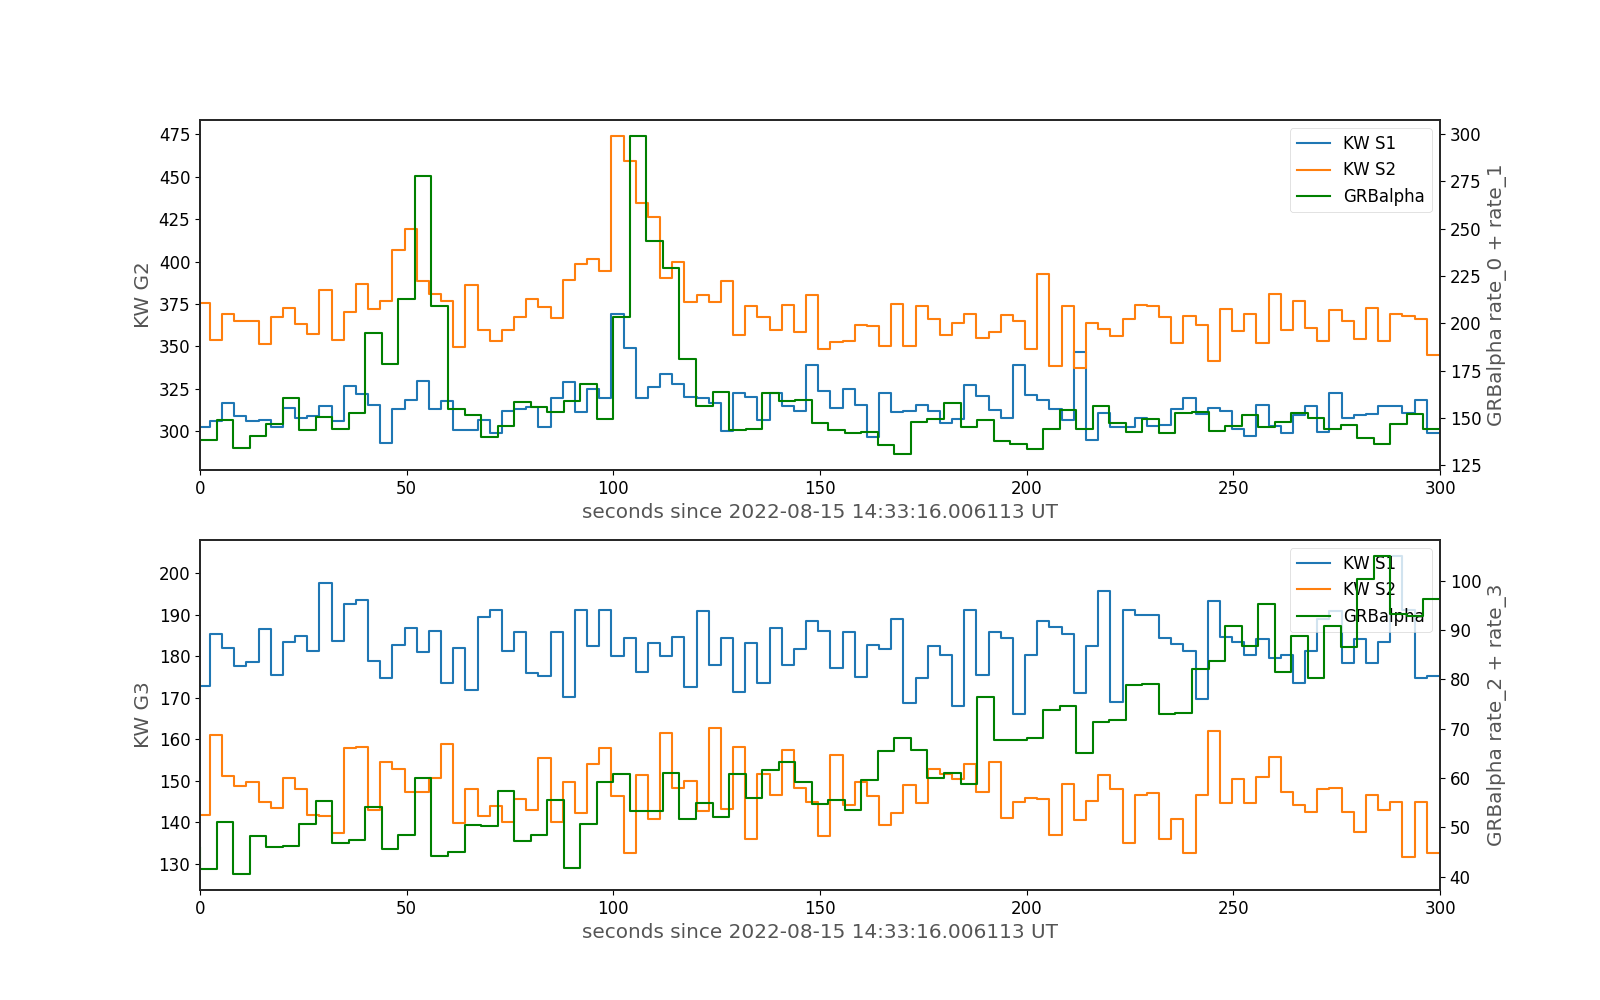 475
450
425
400
375
350
325
300
KW G2
300
275
250
225
200
175
150
125
GRBalpha rate_0 + rate_1
KW S1
KW S2
GRBalpha
0 50 100 150 200 250 300
seconds since 2022-08-15 14:33:16.006113 UT
200
190
180
170
160
150
140
130
KW G3
100
90
80
70
60
50
40
GRBalpha rate_2 + rate_3
KW S1
KW S2
GRBalpha
0 50 100 150 200 250 300
seconds since 2022-08-15 14:33:16.006113 UT